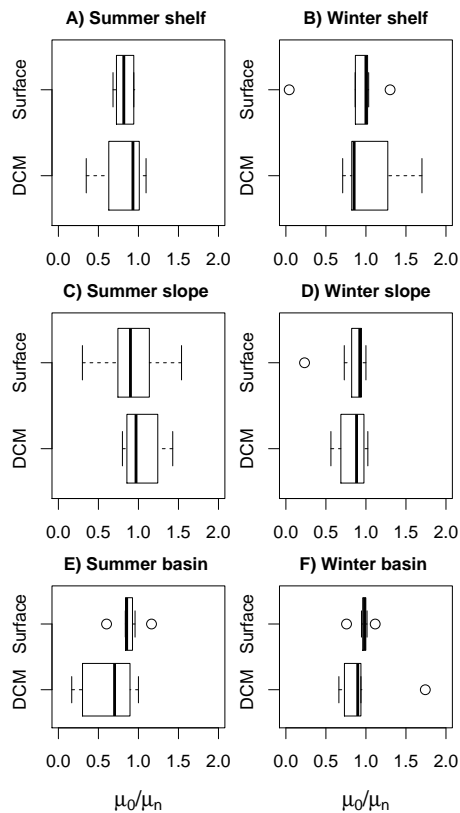 A) Summer shelf
Surface
DCM
0.0 0.5 1.0 1.5 2.0
B) Winter shelf
Surface
DCM
0.0 0.5 1.0 1.5 2.0
C) Summer slope
Surface
DCM
0.0 0.5 1.0 1.5 2.0
D) Winter slope
Surface
DCM
0.0 0.5 1.0 1.5 2.0
E) Summer basin
Surface
DCM
0.0 0.5 1.0 1.5 2.0
μ₀/μₙ
F) Winter basin
Surface
DCM
0.0 0.5 1.0 1.5 2.0
μ₀/μₙ